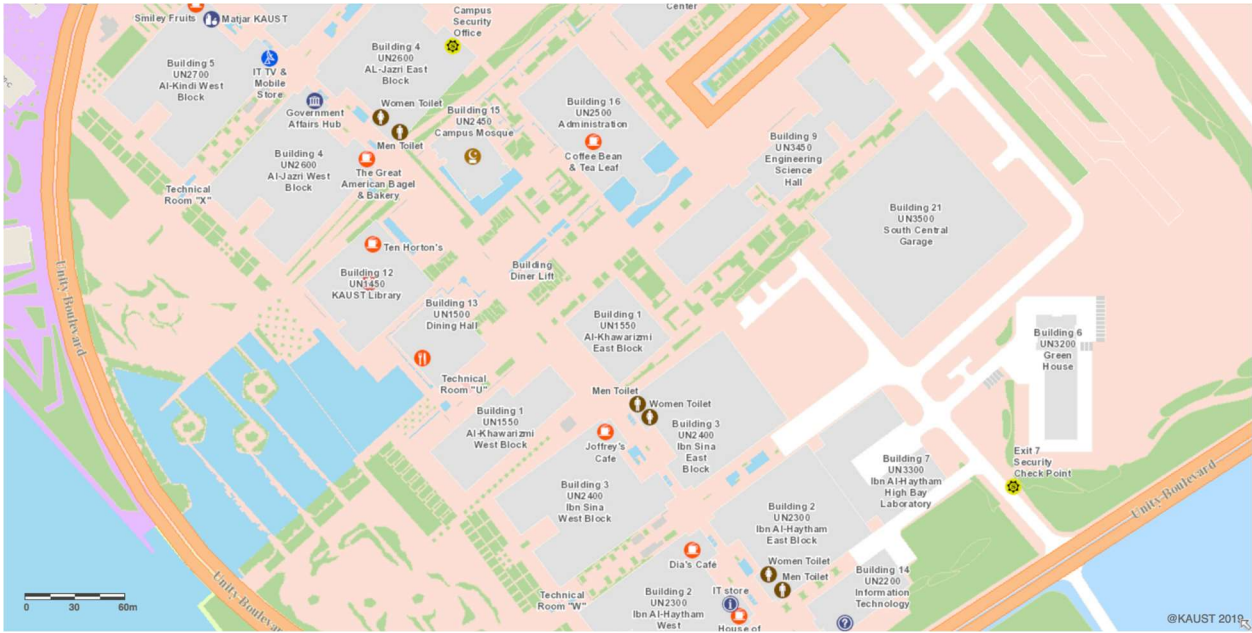 Smiley Fruits
Matjar KAUST
Campus
Security
Office
Center
Building 4
UN2600
AL-Jazri East
Block
Building 5
UN2700
Al-Kindi West
Block
IT TV &
Mobile
Store
Government
Affairs Hub
Women Toilet
Men Toilet
Building 15
UN2450
Campus Mosque
Building 16
UN2500
Administration
Coffee Bean
& Tea Leaf
Building 9
UN3450
Engineering
Science
Hall
Building 4
UN2600
Al-Jazri West
Block
The Great
American Bagel
& Bakery
Technical
Room "X"
Building 21
UN3500
South Central
Garage
Ten Horton's
Building 12
UN1450
KAUST Library
Building
Diner Lift
Building 13
UN1500
Dining Hall
Building 1
UN1550
Al-Khawarizmi
East Block
Unity Boulevard
Building 6
UN3200
Green
House
Technical
Room "U"
Men Toilet
Women Toilet
Building 1
UN1550
Al-Khawarizmi
West Block
Joffrey's
Cafe
Building 3
UN2400
Ibn Sina
East
Block
Building 7
UN3300
Ibn Al-Haytham
High Bay
Laboratory
Exit 7
Security
Check Point
Building 3
UN2400
Ibn Sina
West Block
Building 2
UN2300
Ibn Al-Haytham
East Block
Unity Boulevard
Dia's Café
Women Toilet
Men Toilet
Building 14
UN2200
Information
Technology
Technical
Room "W"
Building 2
UN2300
Ibn Al-Haytham
West
IT store
House of
Unity Boulevard
0 30 60m
@KAUST 2019